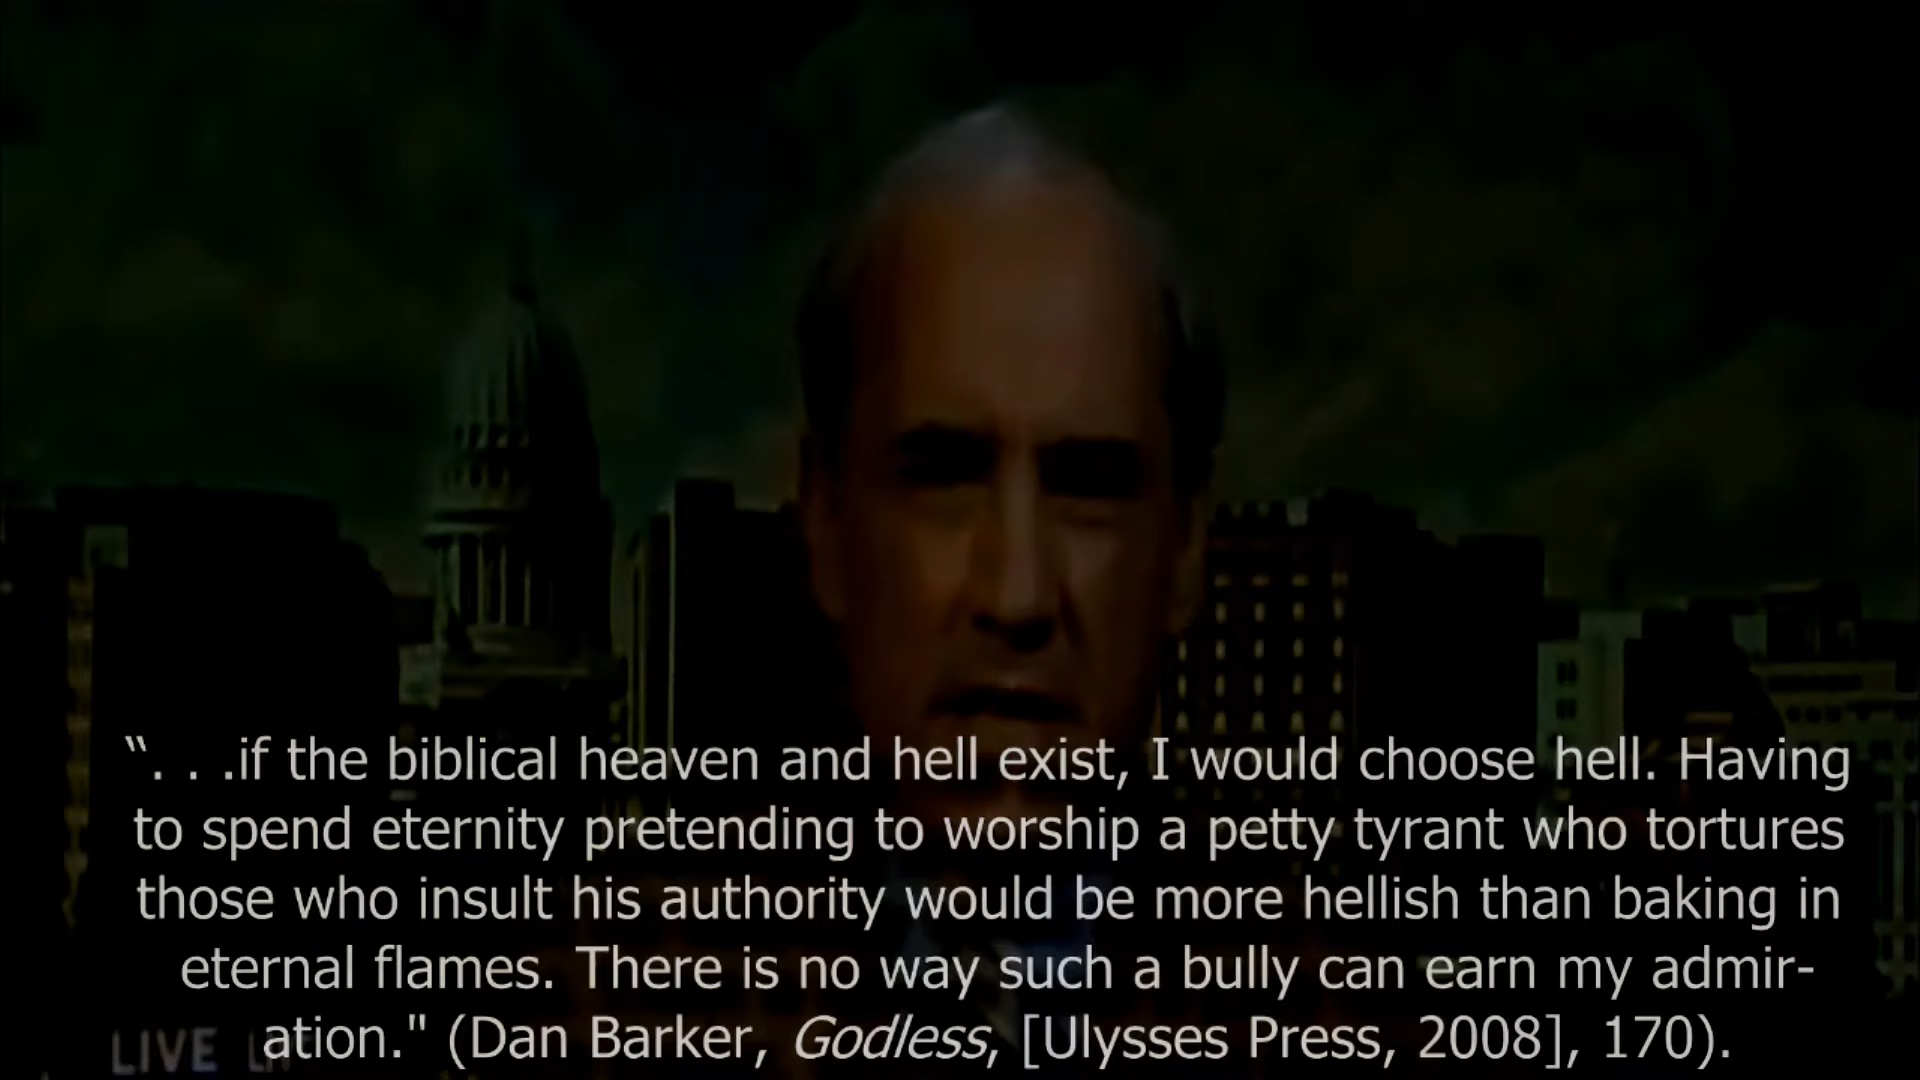 “. . .if the biblical heaven and hell exist, I would choose hell. Having
to spend eternity pretending to worship a petty tyrant who tortures
those who insult his authority would be more hellish than baking in
eternal flames. There is no way such a bully can earn my admir-
ation." (Dan Barker, Godless, [Ulysses Press, 2008], 170).
LIVE